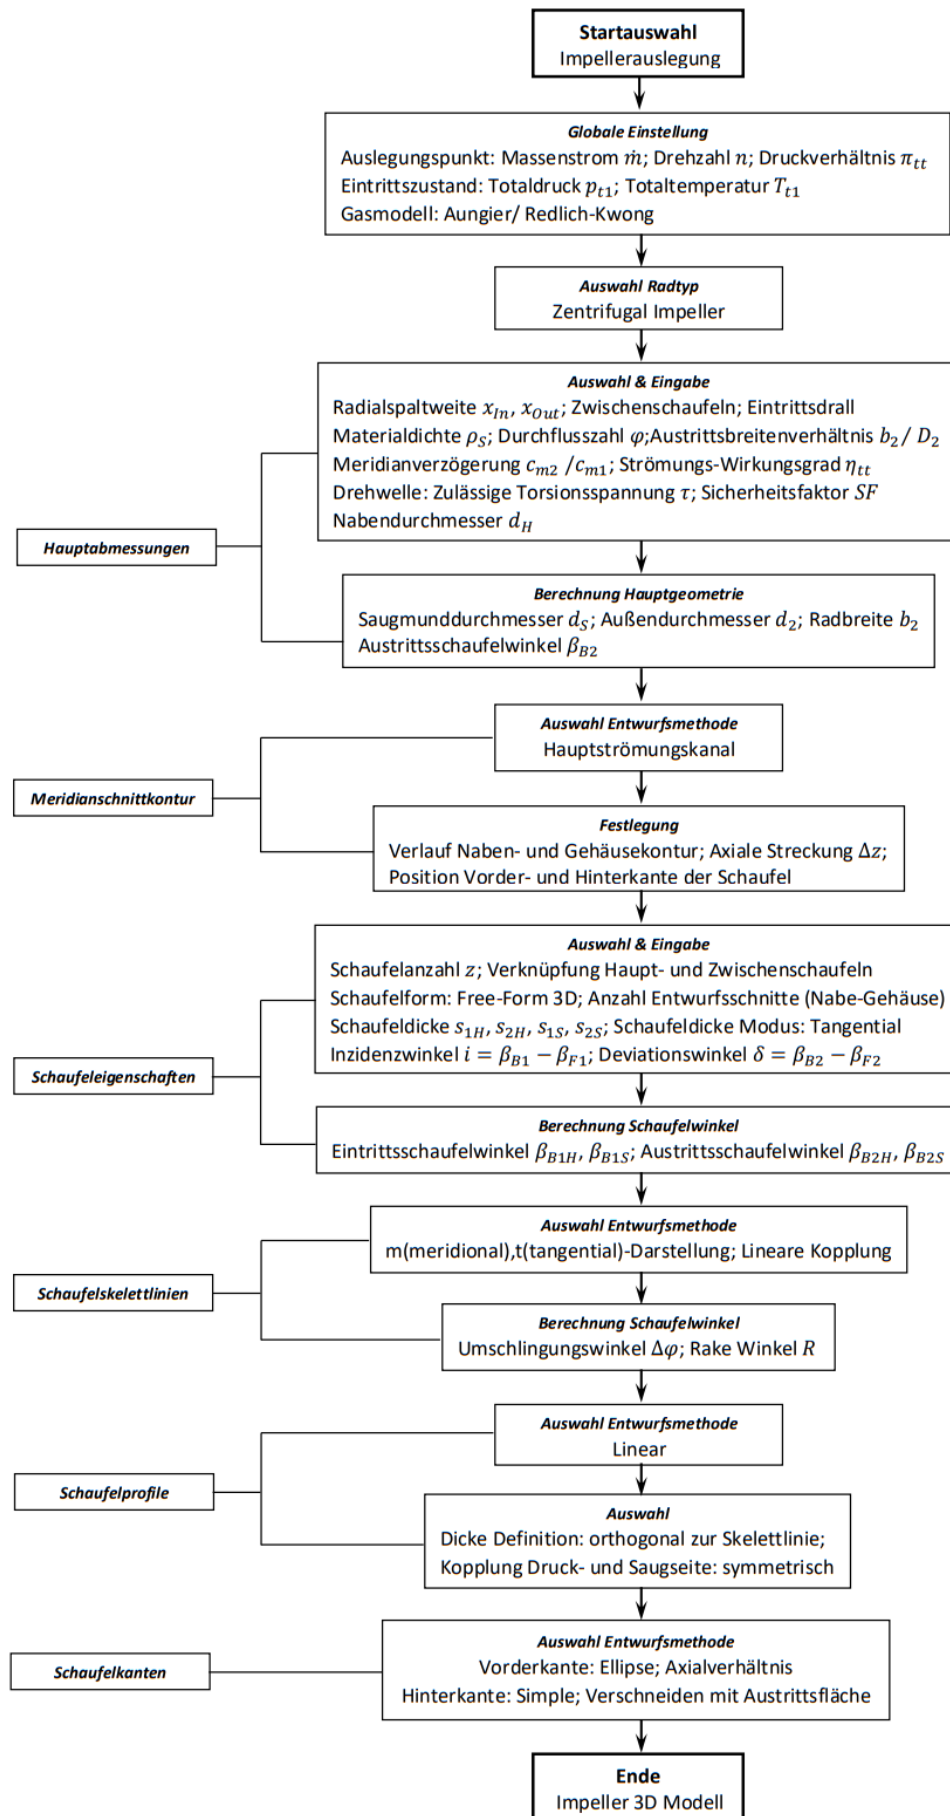 Startauswahl
Impellerauslegung
Globale Einstellung
Auslegungspunkt: Massenstrom ṁ; Drehzahl n; Druckverhältnis π_tt
Eintrittszustand: Totaldruck p_t1; Totaltemperatur T_t1
Gasmodell: Aungier/ Redlich-Kwong
Auswahl Radtyp
Zentrifugal Impeller
Hauptabmessungen
Auswahl & Eingabe
Radialspaltweite x_In, x_Out; Zwischenschaufeln; Eintrittsdrall
Materialdichte ρ_S; Durchflusszahl φ;Austrittsbreitenverhältnis b_2/ D_2
Meridianverzögerung c_m2 /c_m1; Strömungs-Wirkungsgrad η_tt
Drehwelle: Zulässige Torsionsspannung τ; Sicherheitsfaktor SF
Nabendurchmesser d_H
Berechnung Hauptgeometrie
Saugmunddurchmesser d_S; Außendurchmesser d_2; Radbreite b_2
Austrittsschaufelwinkel β_B2
Meridianschnittkontur
Auswahl Entwurfsmethode
Hauptströmungskanal
Festlegung
Verlauf Naben- und Gehäusekontur; Axiale Streckung Δz;
Position Vorder- und Hinterkante der Schaufel
Schaufeleigenschaften
Auswahl & Eingabe
Schaufelanzahl z; Verknüpfung Haupt- und Zwischenschaufeln
Schaufelform: Free-Form 3D; Anzahl Entwurfsschnitte (Nabe-Gehäuse)
Schaufeldicke s_1H, s_2H, s_1S, s_2S; Schaufeldicke Modus: Tangential
Inzidenzwinkel i = β_B1 − β_F1; Deviationswinkel δ = β_B2 − β_F2
Berechnung Schaufelwinkel
Eintrittsschaufelwinkel β_B1H, β_B1S; Austrittsschaufelwinkel β_B2H, β_B2S
Schaufelskelettlinien
Auswahl Entwurfsmethode
m(meridional),t(tangential)-Darstellung; Lineare Kopplung
Berechnung Schaufelwinkel
Umschlingungswinkel Δφ; Rake Winkel R
Schaufelprofile
Auswahl Entwurfsmethode
Linear
Auswahl
Dicke Definition: orthogonal zur Skelettlinie;
Kopplung Druck- und Saugseite: symmetrisch
Schaufelkanten
Auswahl Entwurfsmethode
Vorderkante: Ellipse; Axialverhältnis
Hinterkante: Simple; Verschneiden mit Austrittsfläche
Ende
Impeller 3D Modell